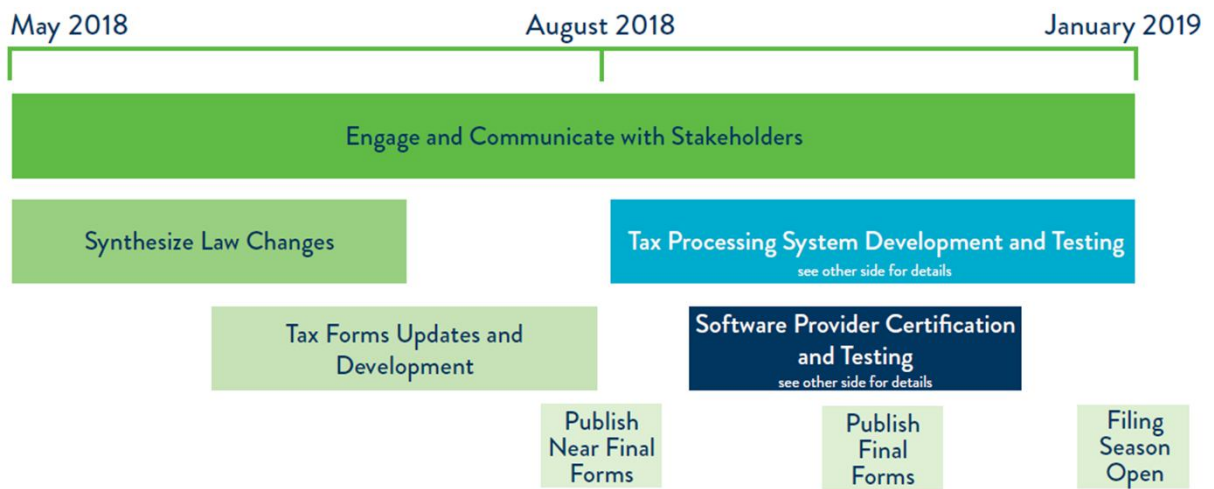 May 2018
August 2018
January 2019
Engage and Communicate with Stakeholders
Synthesize Law Changes
Tax Processing System Development and Testing
see other side for details
Tax Forms Updates and
Development
Software Provider Certification
and Testing
see other side for details
Publish
Near Final
Forms
Publish
Final
Forms
Filing
Season
Open